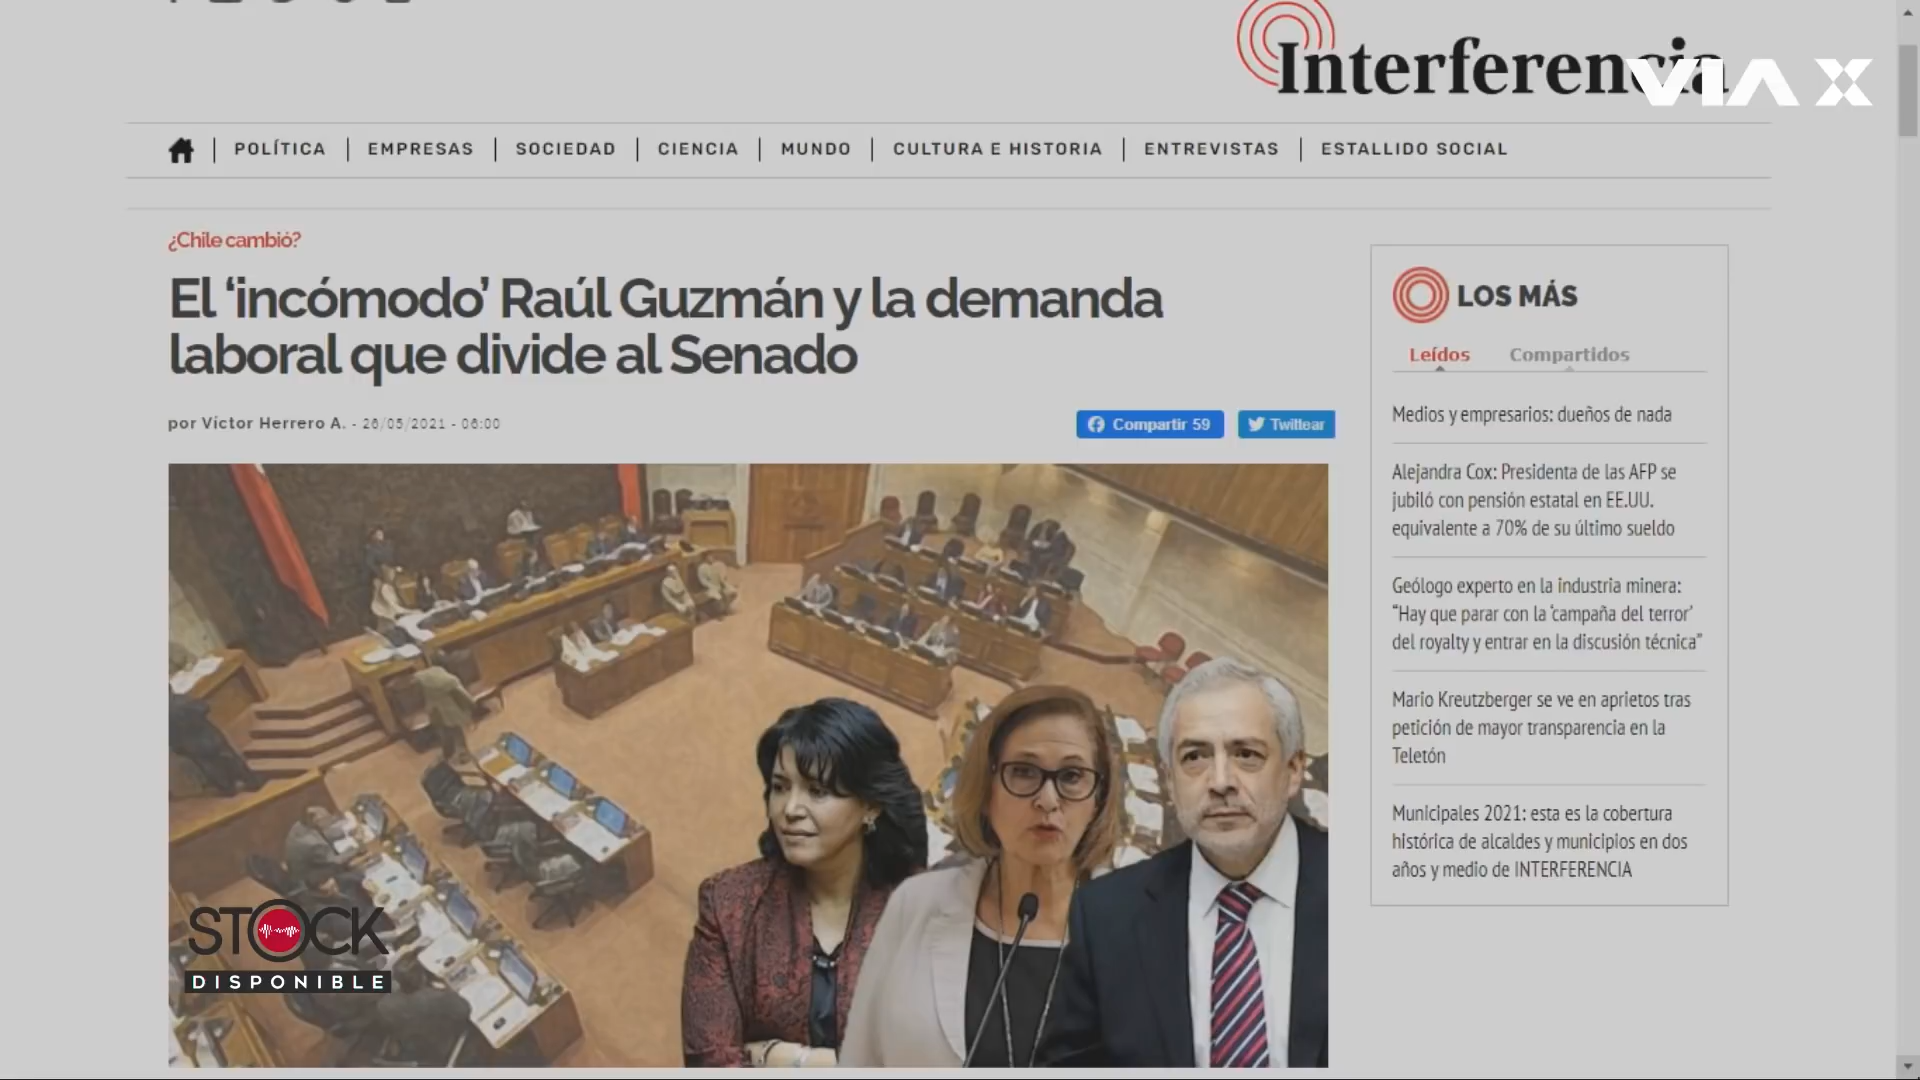 Interferencia
VIA X
POLÍTICA
EMPRESAS
SOCIEDAD
CIENCIA
MUNDO
CULTURA E HISTORIA
ENTREVISTAS
ESTALLIDO SOCIAL
¿Chile cambió?
El ‘incómodo’ Raúl Guzmán y la demanda
laboral que divide al Senado
por Víctor Herrero A. - 26/05/2021 - 06:00
Compartir 59
Twittear
LOS MÁS
Leídos
Compartidos
Medios y empresarios: dueños de nada
Alejandra Cox: Presidenta de las AFP se
jubiló con pensión estatal en EE.UU.
equivalente a 70% de su último sueldo
Geólogo experto en la industria minera:
“Hay que parar con la ‘campaña del terror’
del royalty y entrar en la discusión técnica”
Mario Kreutzberger se ve en aprietos tras
petición de mayor transparencia en la
Teletón
Municipales 2021: esta es la cobertura
histórica de alcaldes y municipios en dos
años y medio de INTERFERENCIA
STOCK
DISPONIBLE